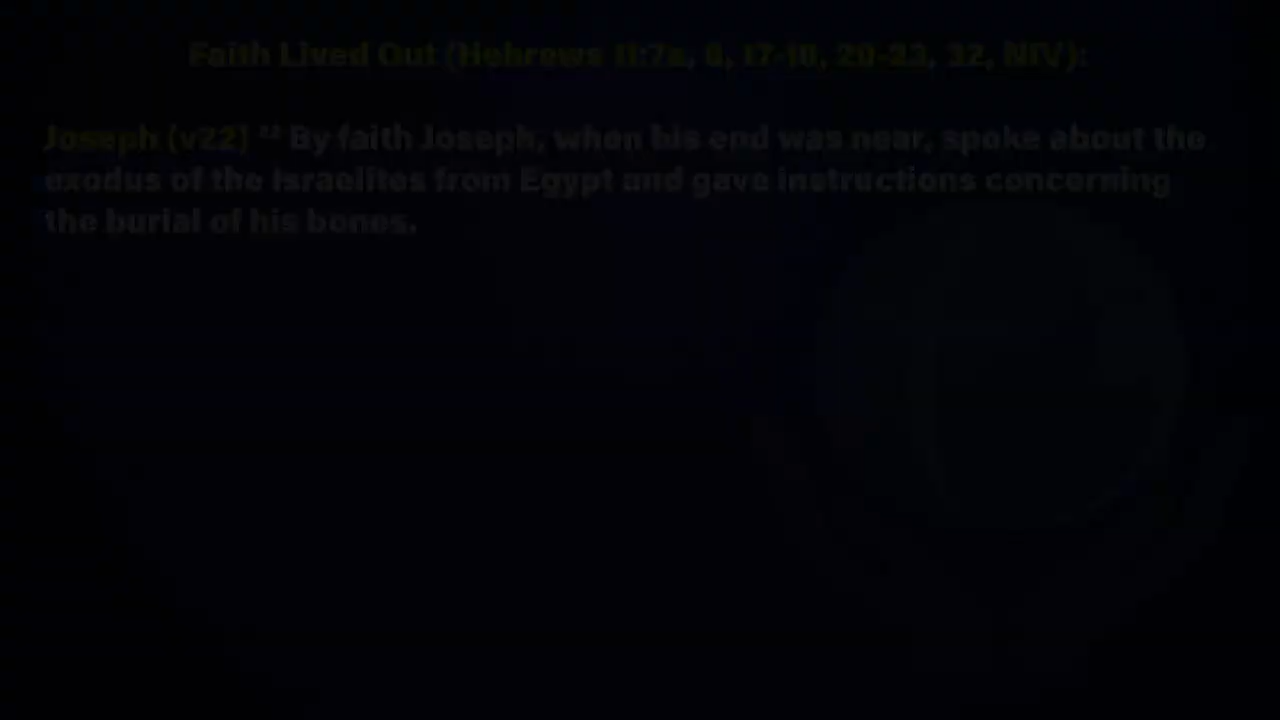 Faith Lived Out (Hebrews 11:7a, 8, 17-18, 20-23, 32, NIV):
Joseph (v22) ²² By faith Joseph, when his end was near, spoke about the
exodus of the Israelites from Egypt and gave instructions concerning
the burial of his bones.